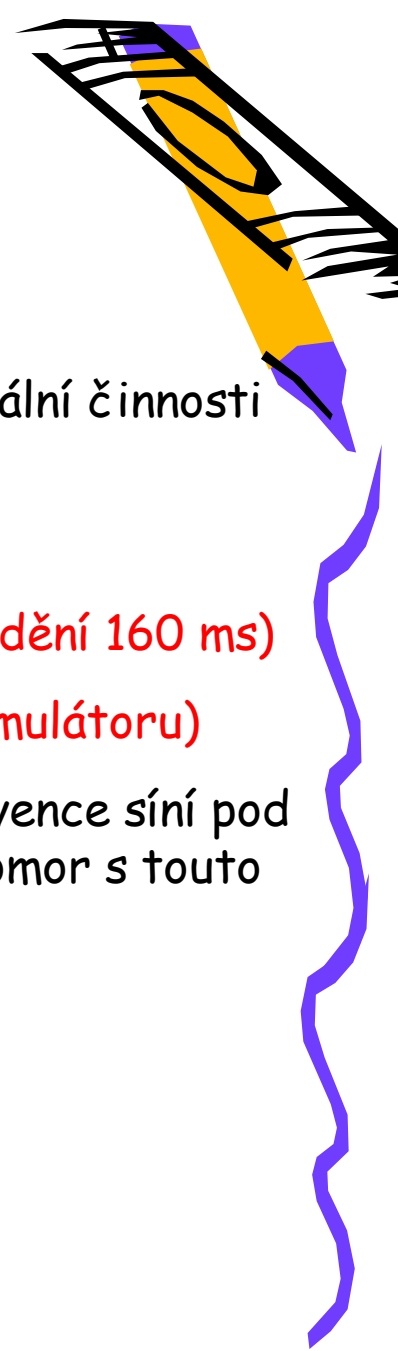 ální činnosti
dění 160 ms)
mulátoru)
vence síní pod
omor s touto